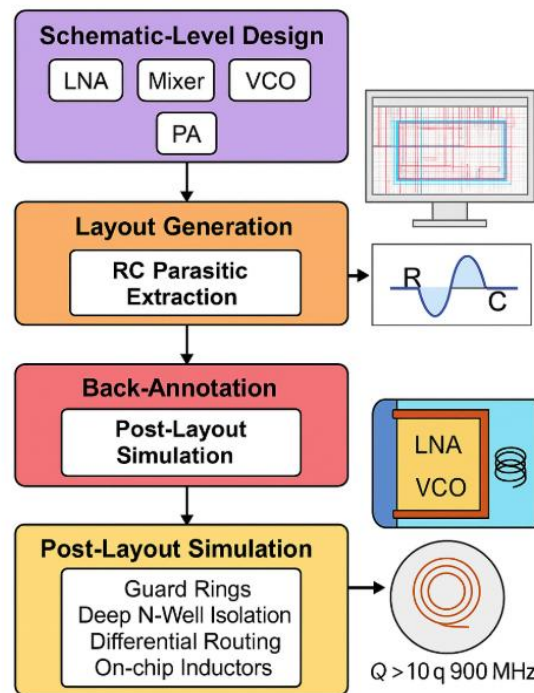 Schematic-Level Design
LNA
Mixer
VCO
PA
Layout Generation
RC Parasitic
Extraction
R
C
Back-Annotation
Post-Layout
Simulation
LNA
VCO
Post-Layout Simulation
Guard Rings
Deep N-Well Isolation
Differential Routing
On-chip Inductors
Q > 10 q 900 MHz